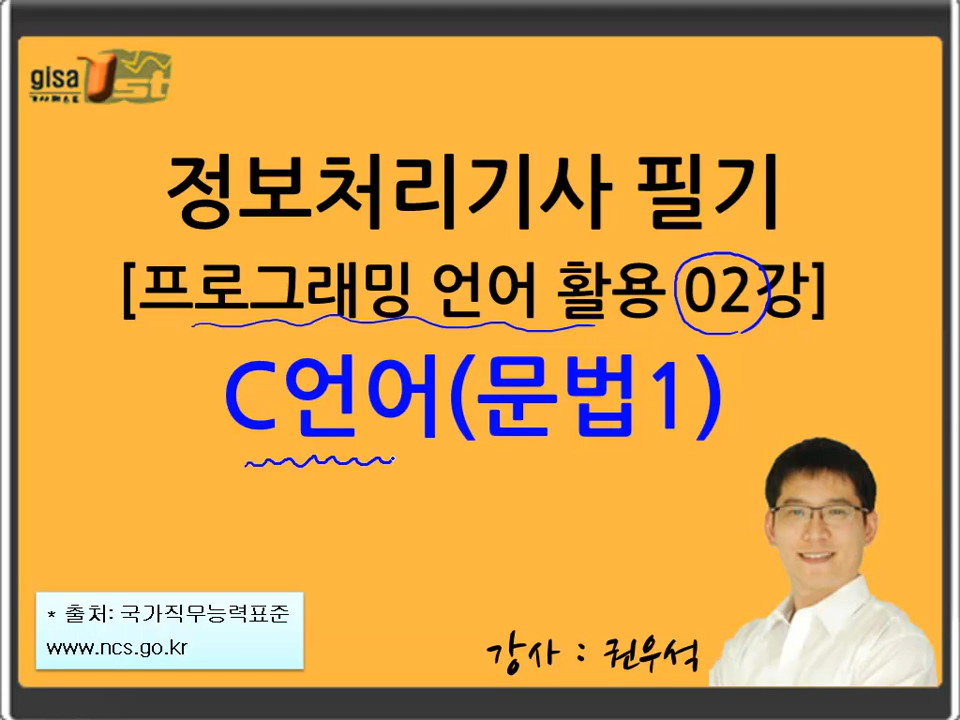 gisa
정보처리기사 필기
[프로그래밍 언어 활용 02강]
C언어(문법1)
* 출처: 국가직무능력표준
www.ncs.go.kr
강사 : 권우석